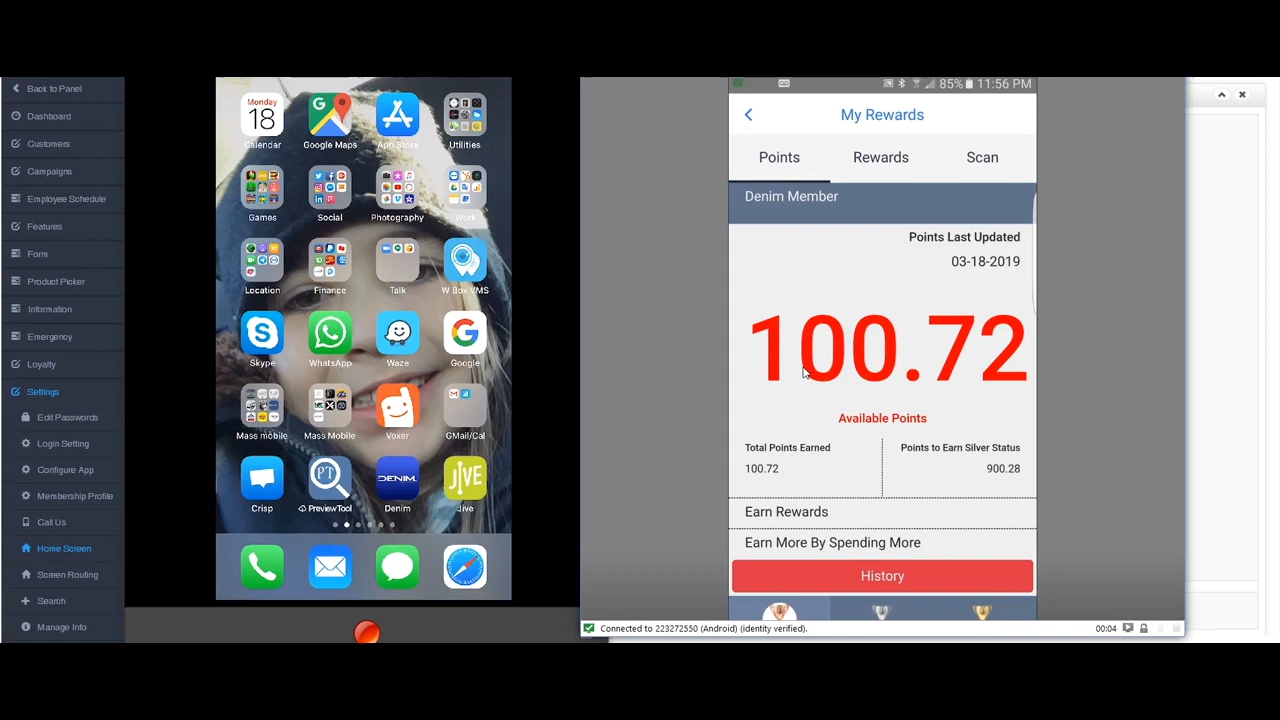 Back to Panel
Dashboard
Customers
Campaigns
Employee Schedule
Features
Form
Product Picker
Information
Emergency
Loyalty
Settings
Edit Passwords
Login Setting
Configure App
Membership Profile
Call Us
Home Screen
Screen Routing
Search
Manage Info
Monday
18
Calendar
Google Maps
App Store
Utilities
Games
Social
Photography
Work
Location
Finance
Talk
W Box VMS
Skype
WhatsApp
Waze
Google
Mass mobile
Mass Mobile
Voxer
GMail/Cal
PT
DENIM.
JIVE
Crisp
PreviewTool
Denim
Jive
85% 11:56 PM
My Rewards
Points Rewards Scan
Denim Member
Points Last Updated
03-18-2019
100.72
Available Points
Total Points Earned
100.72
Points to Earn Silver Status
900.28
Earn Rewards
Earn More By Spending More
History
Connected to 223272550 (Android) (identity verified). 00:04